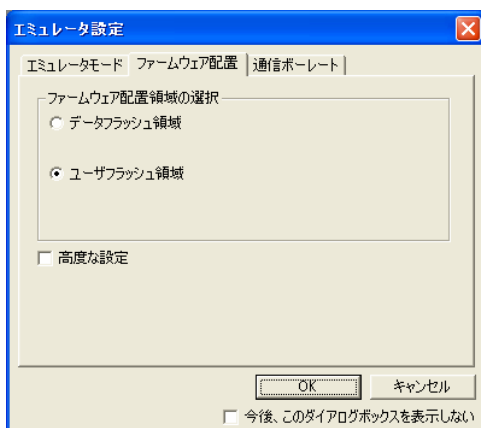 エミュレータ設定
エミュレータモード ファームウェア配置 通信ボーレート
ファームウェア配置領域の選択
データフラッシュ領域
ユーザフラッシュ領域
高度な設定
OK キャンセル
今後、このダイアログボックスを表示しない